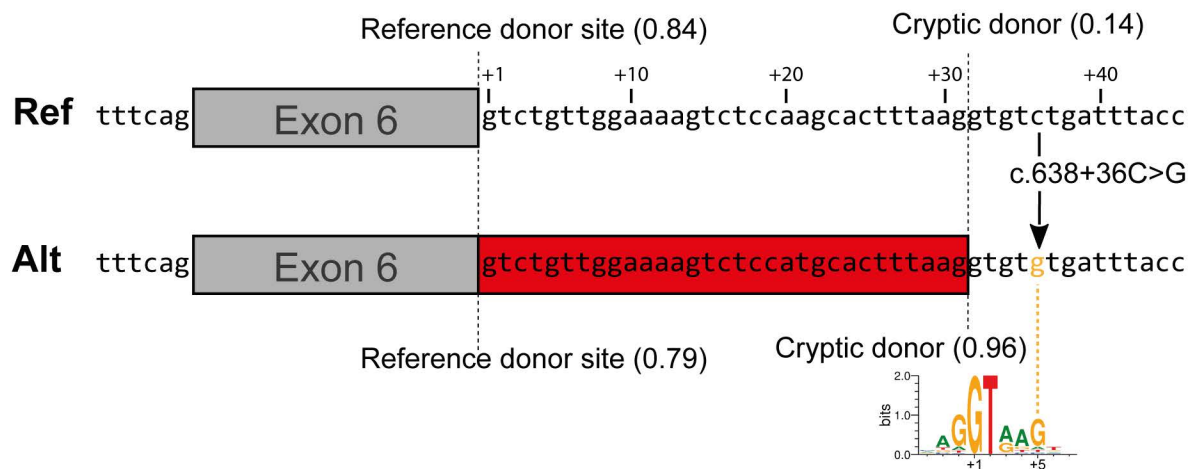 Reference donor site (0.84)
Cryptic donor (0.14)
+1 +10 +20 +30 +40
Ref tttcag Exon 6 gtctgttggaaaagtctccaagcactttaaggtgtctgatttacc
c.638+36C>G
Alt tttcag Exon 6 gtctgttggaaaagtctccatgcactttaaggtgtgtgatttacc
Reference donor site (0.79)
Cryptic donor (0.96)
2.0
1.0
0.0
bits
AGGTAAG
G
+1 +5